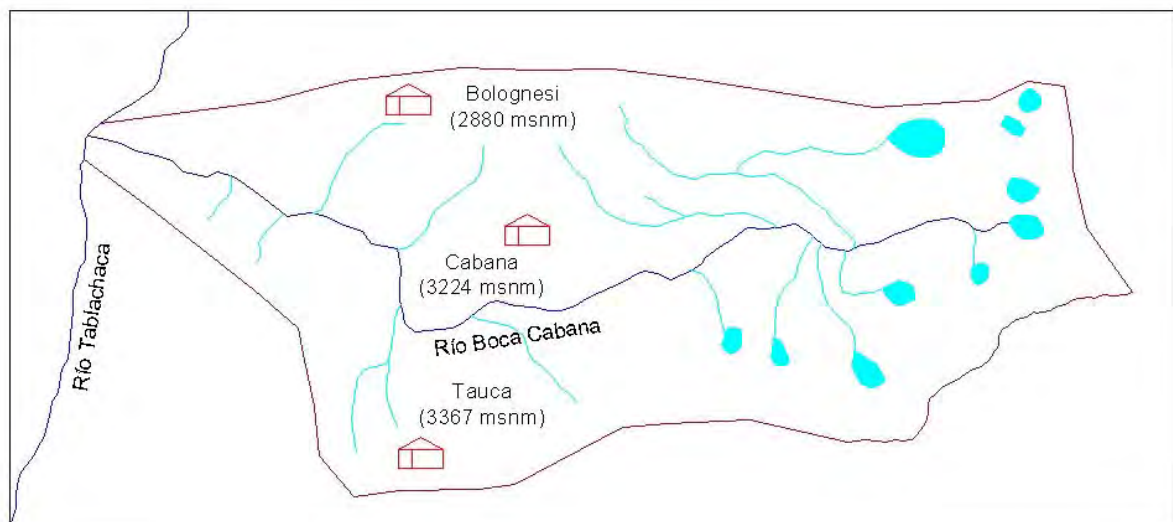 Bolognesi
(2880 msnm)
Cabana
(3224 msnm)
Río Boca Cabana
Río Tablachaca
Tauca
(3367 msnm)